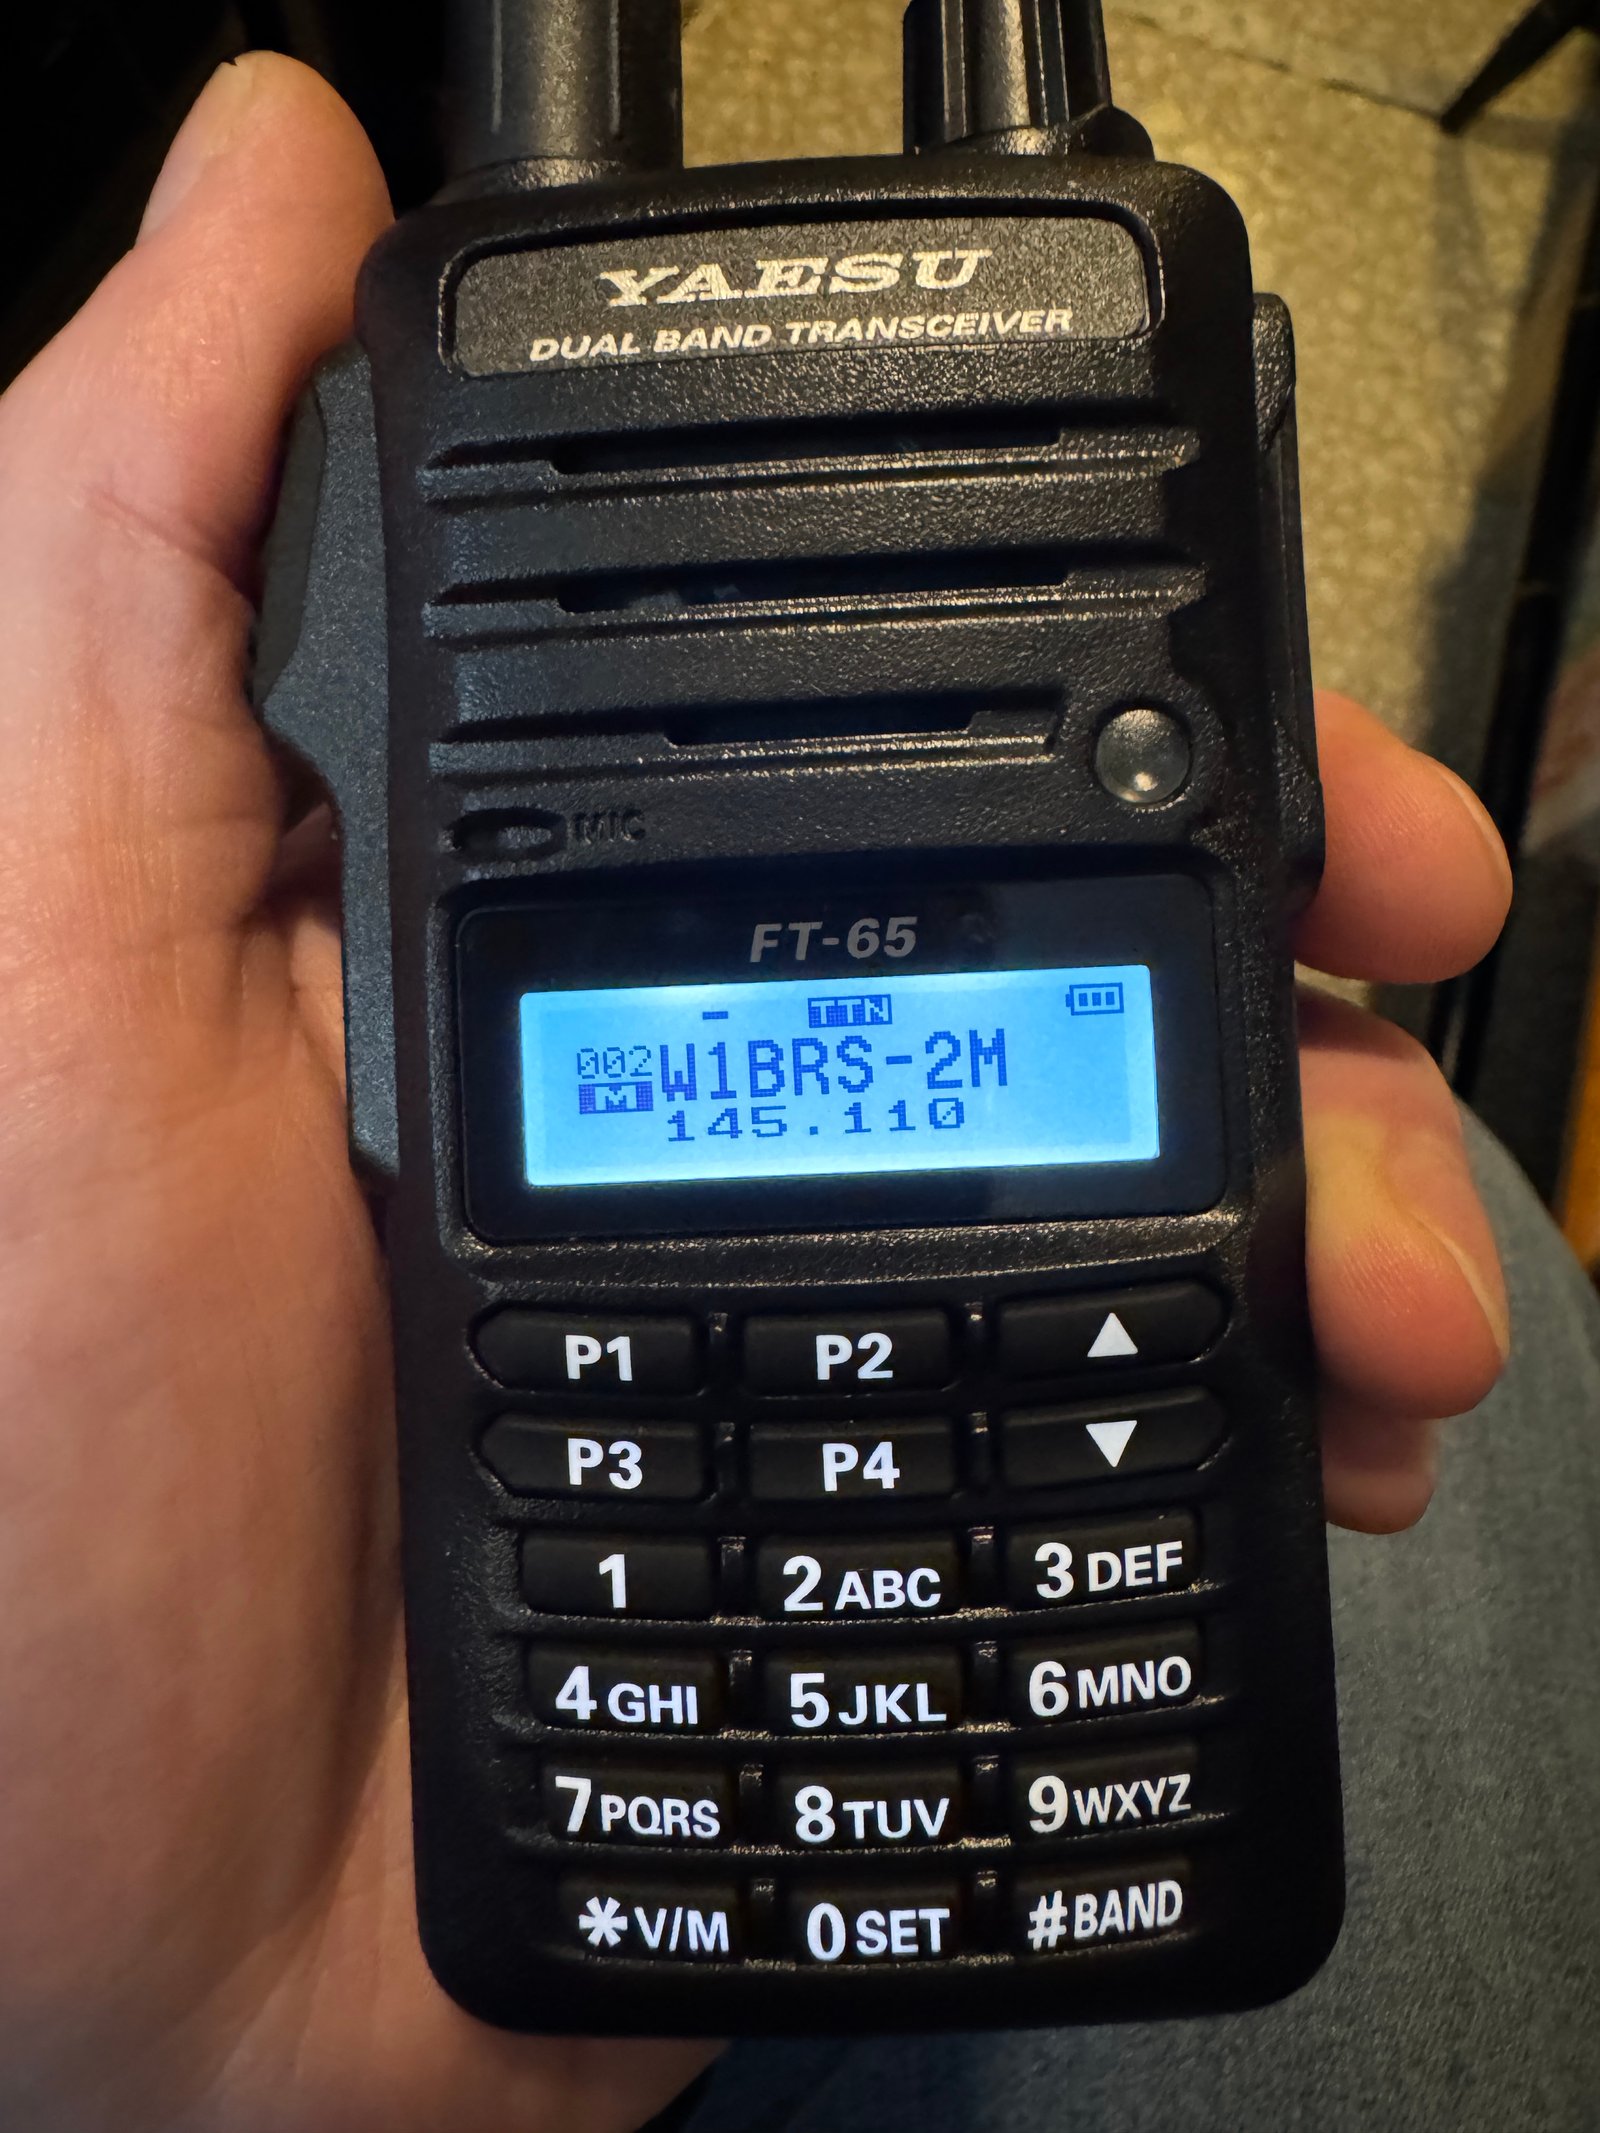 YAESU
DUAL BAND TRANSCEIVER
MIC
FT-65
- TTN
002 W1BRS-2M
M
145.110
P1 P2 ▲
P3 P4 ▼
1 2ABC 3DEF
4GHI 5JKL 6MNO
7PQRS 8TUV 9WXYZ
*V/M 0SET #BAND